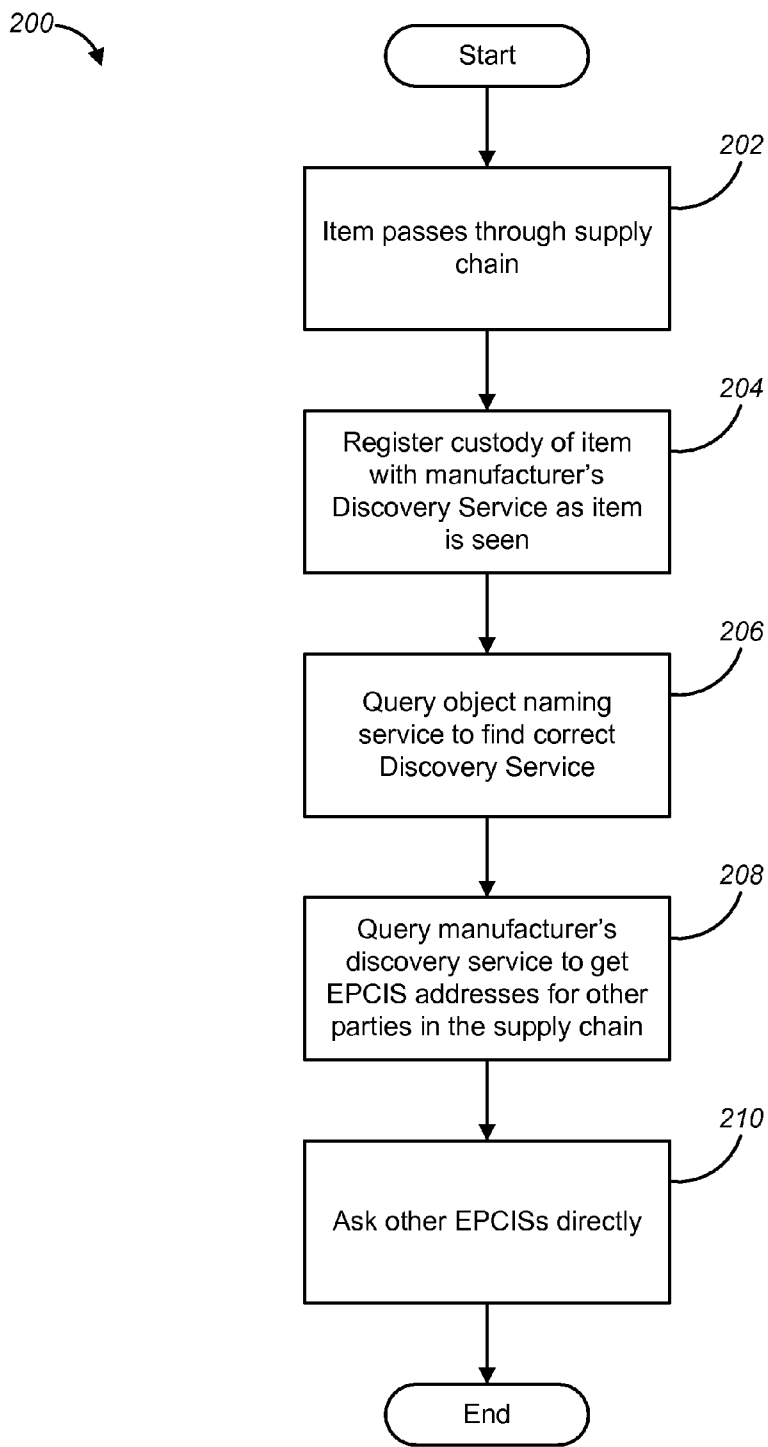 200
Start
202
Item passes through supply
chain
204
Register custody of item
with manufacturer's
Discovery Service as item
is seen
206
Query object naming
service to find correct
Discovery Service
208
Query manufacturer's
discovery service to get
EPCIS addresses for other
parties in the supply chain
210
Ask other EPCISs directly
End